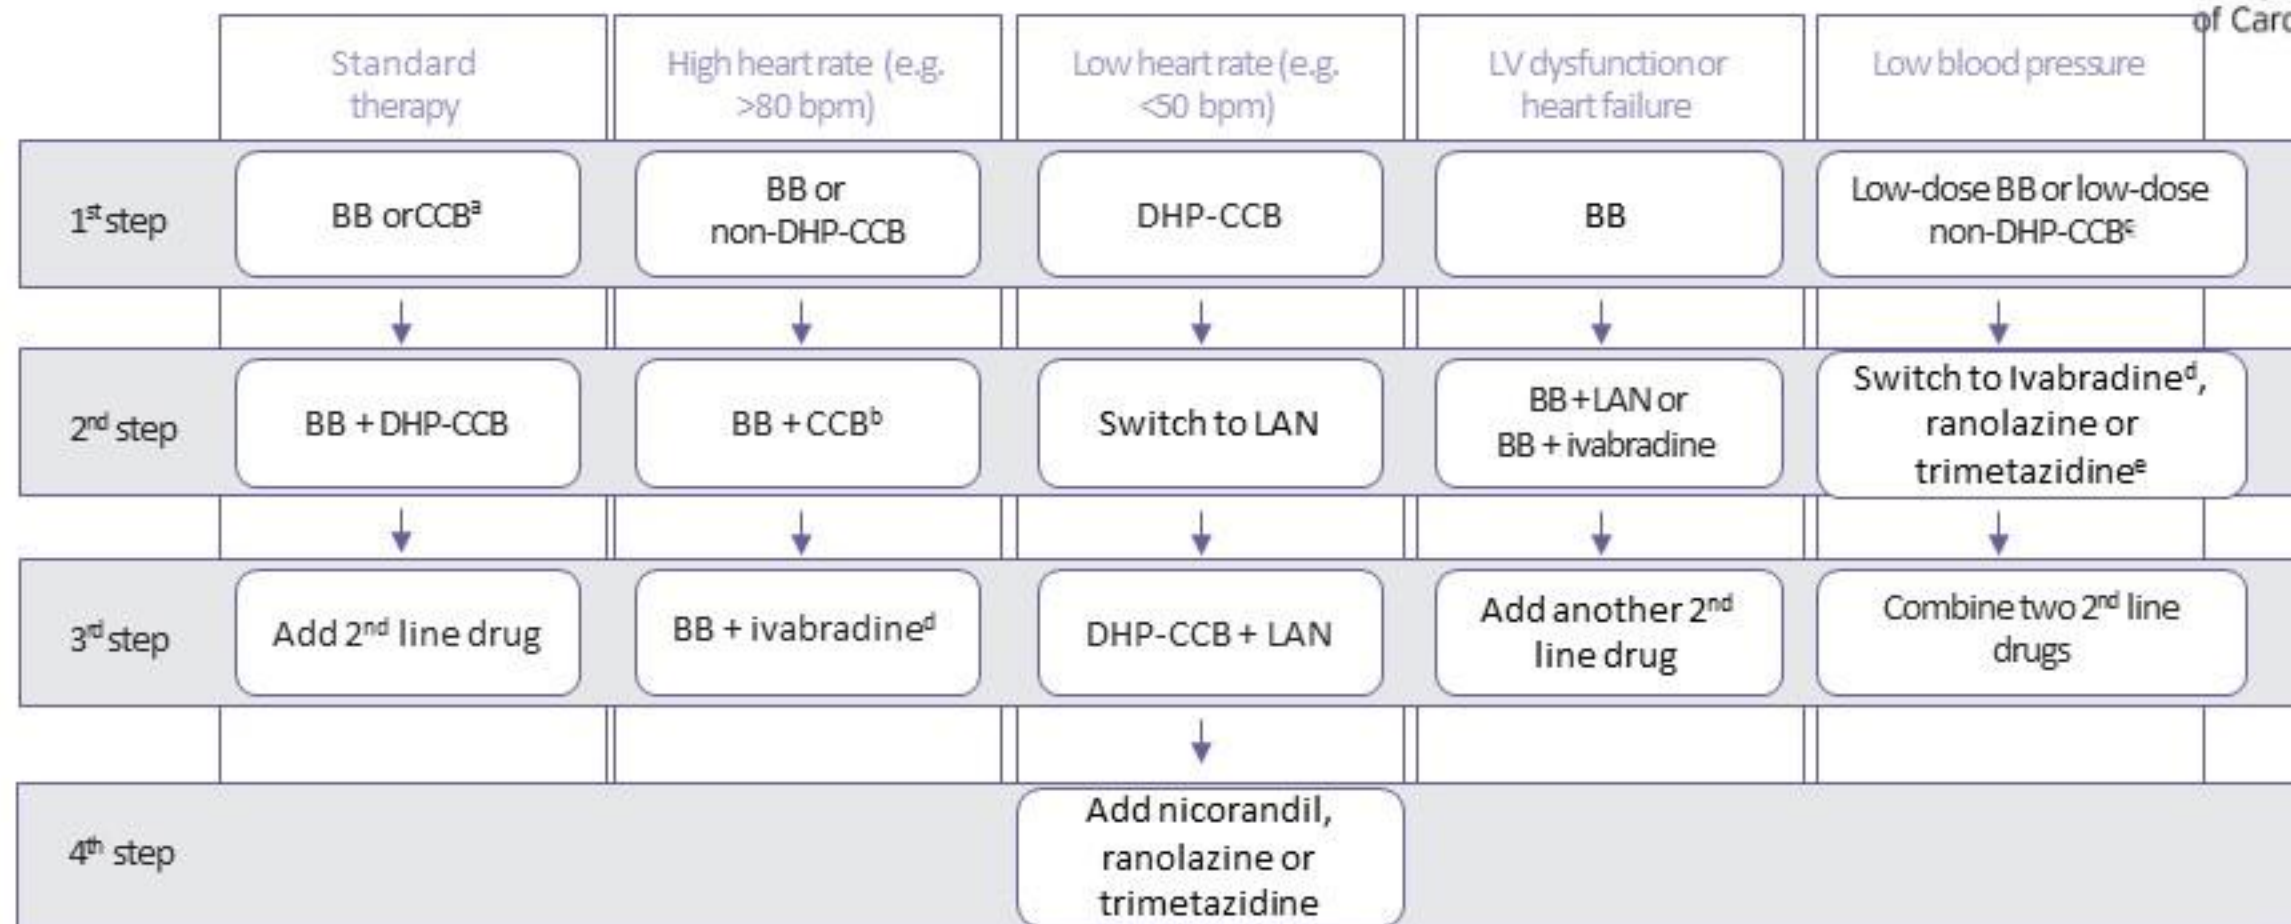 of Card
Standard
therapy
High heart rate (e.g.
>80 bpm)
Low heart rate (e.g.
<50 bpm)
LV dysfunction or
heart failure
Low blood pressure
1st step
BB or CCBa
BB or
non-DHP-CCB
DHP-CCB
BB
Low-dose BB or low-dose
non-DHP-CCBc
2nd step
BB + DHP-CCB
BB + CCBb
Switch to LAN
BB + LAN or
BB + ivabradine
Switch to Ivabradined,
ranolazine or
trimetazidinee
3rd step
Add 2nd line drug
BB + ivabradined
DHP-CCB + LAN
Add another 2nd
line drug
Combine two 2nd line
drugs
4th step
Add nicorandil,
ranolazine or
trimetazidine